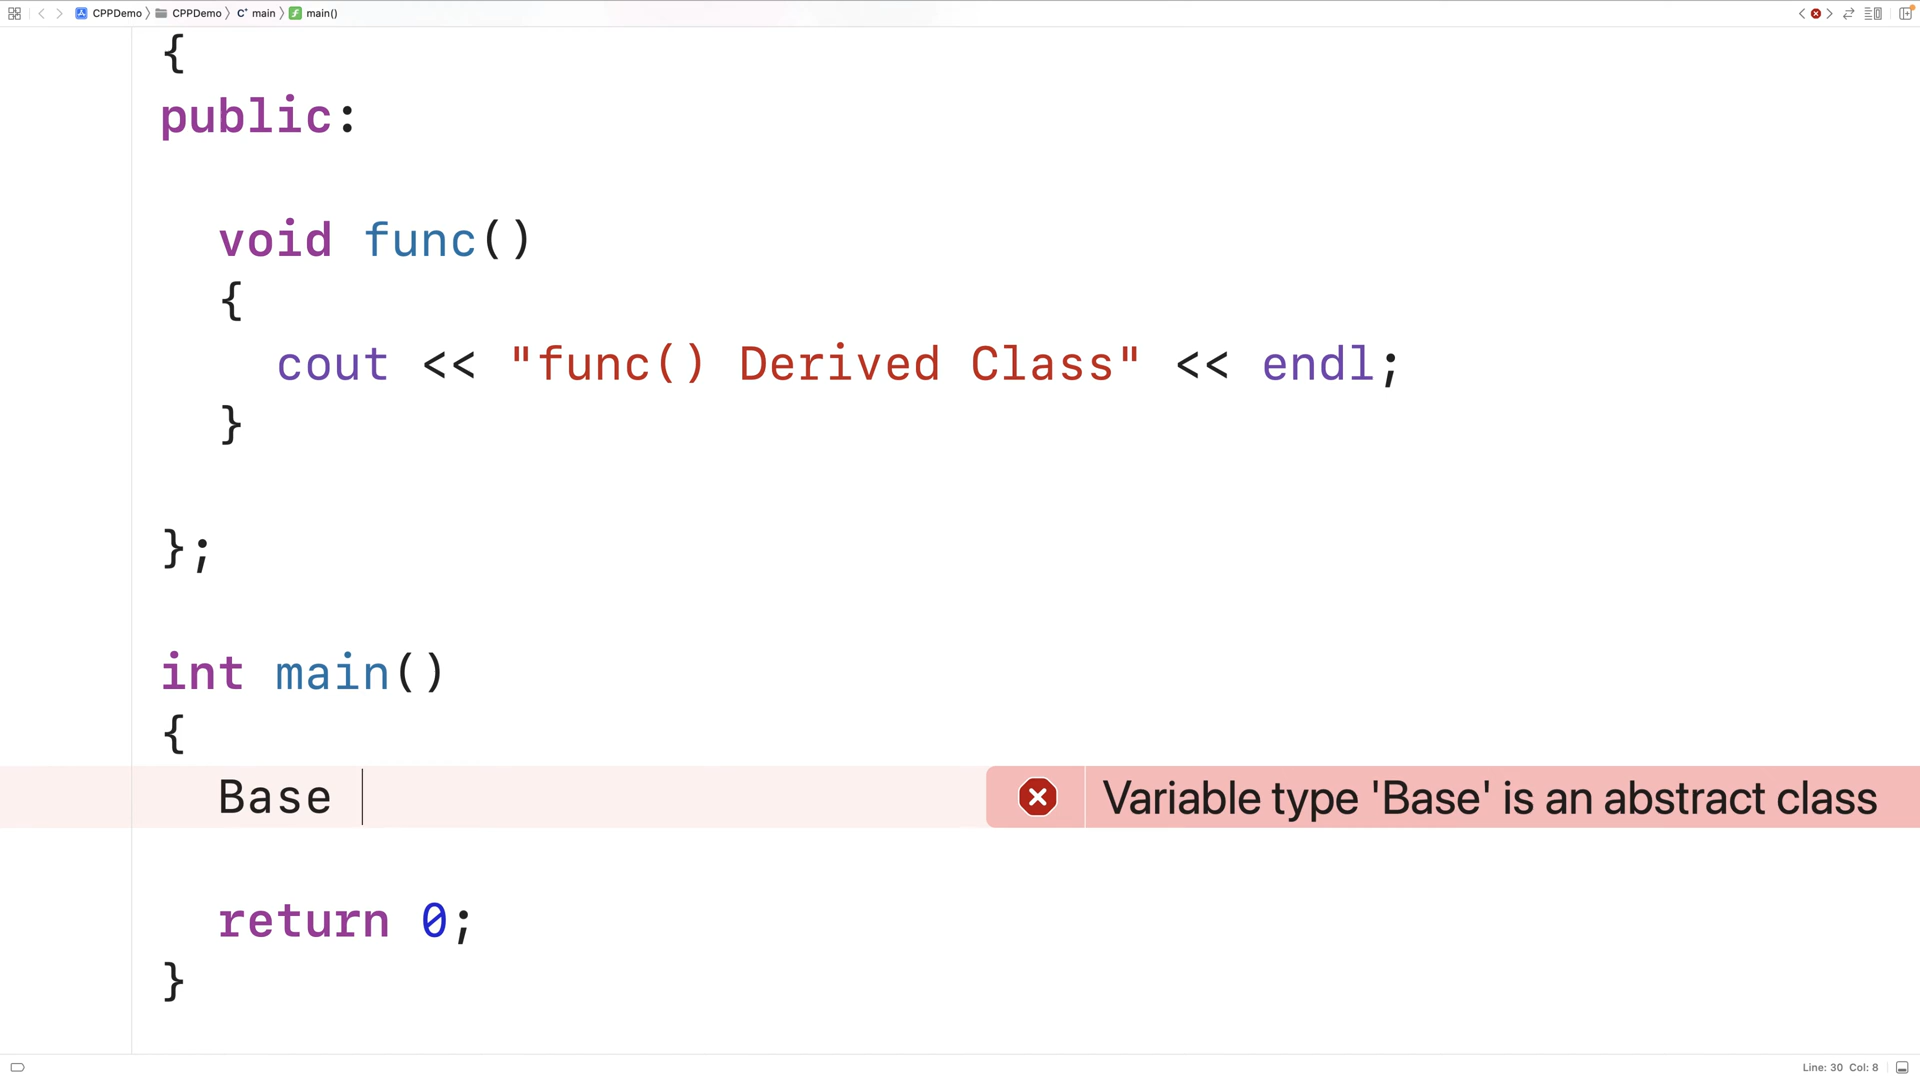 CPPDemo 〉 CPPDemo 〉 C+ main 〉 f main()
{
public:
void func()
{
cout << "func() Derived Class" << endl;
}
};
int main()
{
Base
Variable type 'Base' is an abstract class
return 0;
}
Line: 30 Col: 8